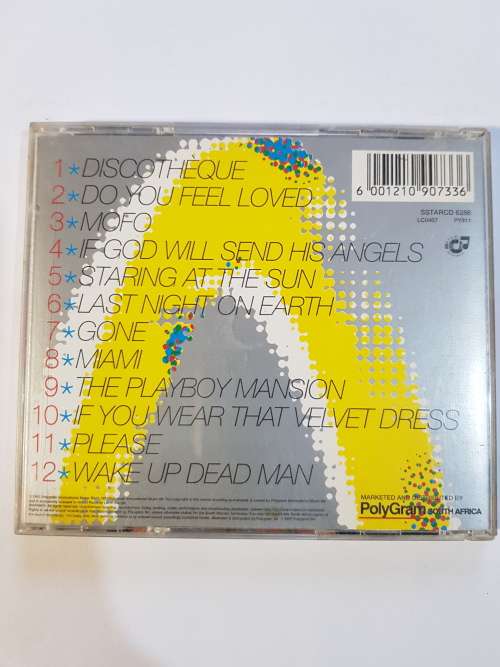 1*DISCOTHÈQUE
2*DO YOU FEEL LOVED
3*MOFO
4*IF GOD WILL SEND HIS ANGELS
5*STARING AT THE SUN
6*LAST NIGHT ON EARTH
7*GONE
8*MIAMI
9*THE PLAYBOY MANSION
10*IF YOU WEAR THAT VELVET DRESS
11*PLEASE
12*WAKE UP DEAD MAN
6 001210 907336
SSTARCD 6286
MARKETED AND DISTRIBUTED BY
PolyGram SOUTH AFRICA